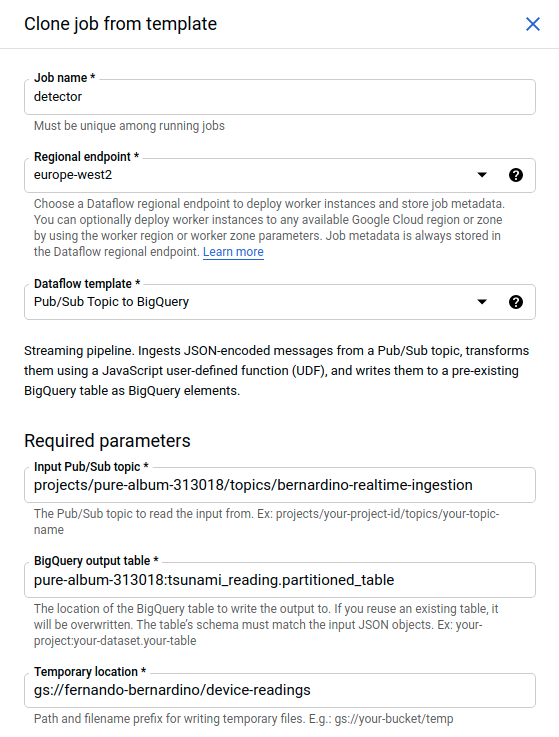 Clone job from template
Job name *
detector
Must be unique among running jobs
Regional endpoint *
europe-west2
Choose a Dataflow regional endpoint to deploy worker instances and store job metadata.
You can optionally deploy worker instances to any available Google Cloud region or zone
by using the worker region or worker zone parameters. Job metadata is always stored in
the Dataflow regional endpoint. Learn more
Dataflow template *
Pub/Sub Topic to BigQuery
Streaming pipeline. Ingests JSON-encoded messages from a Pub/Sub topic, transforms
them using a JavaScript user-defined function (UDF), and writes them to a pre-existing
BigQuery table as BigQuery elements.
Required parameters
Input Pub/Sub topic *
projects/pure-album-313018/topics/bernardino-realtime-ingestion
The Pub/Sub topic to read the input from. Ex: projects/your-project-id/topics/your-topic-
name
BigQuery output table *
pure-album-313018:tsunami_reading.partitioned_table
The location of the BigQuery table to write the output to. If you reuse an existing table, it
will be overwritten. The table's schema must match the input JSON objects. Ex: your-
project:your-dataset.your-table
Temporary location *
gs://fernando-bernardino/device-readings
Path and filename prefix for writing temporary files. E.g.: gs://your-bucket/temp